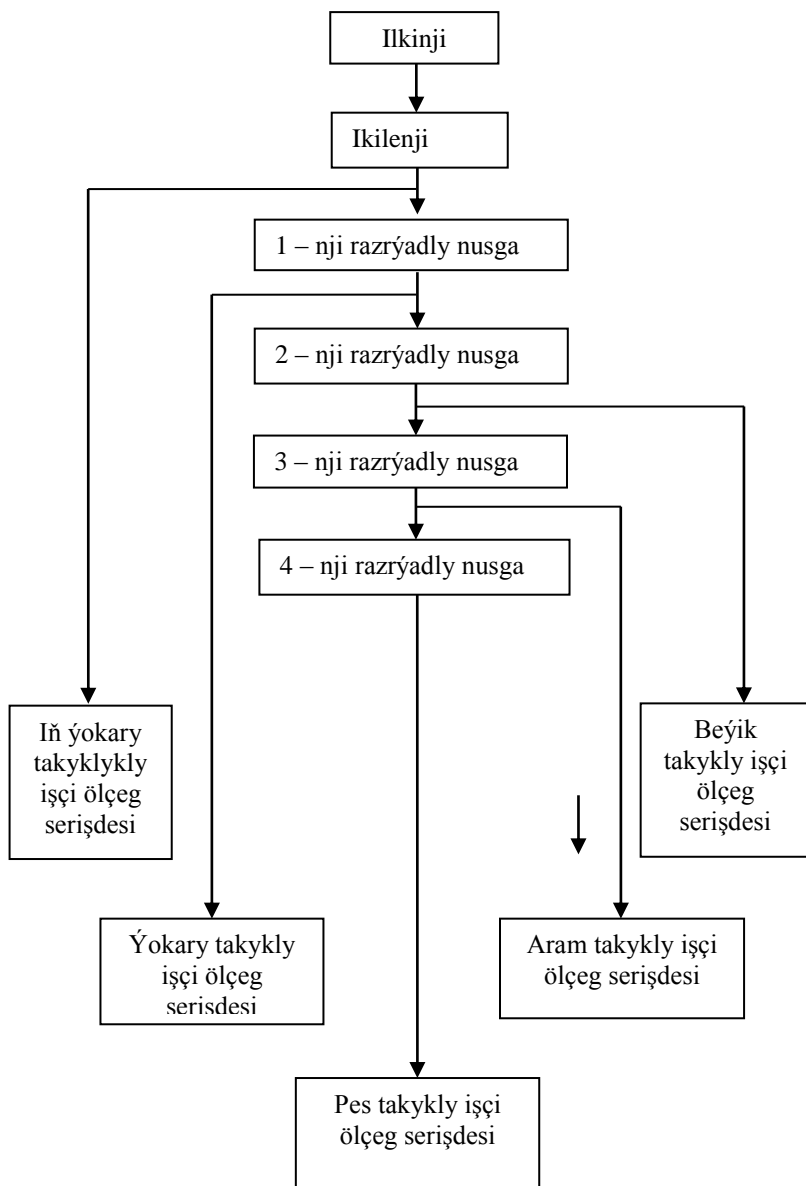 Ilkinji
Ikilenji
1 – nji razrýadly nusga
2 – nji razrýadly nusga
3 – nji razrýadly nusga
4 – nji razrýadly nusga
Iň ýokary
takyklykly
işçi ölçeg
serişdesi
Beýik
takykly işçi
ölçeg
serişdesi
Ýokary takykly
işçi ölçeg
serişdesi
Aram takykly işçi
ölçeg serişdesi
Pes takykly işçi
ölçeg serişdesi